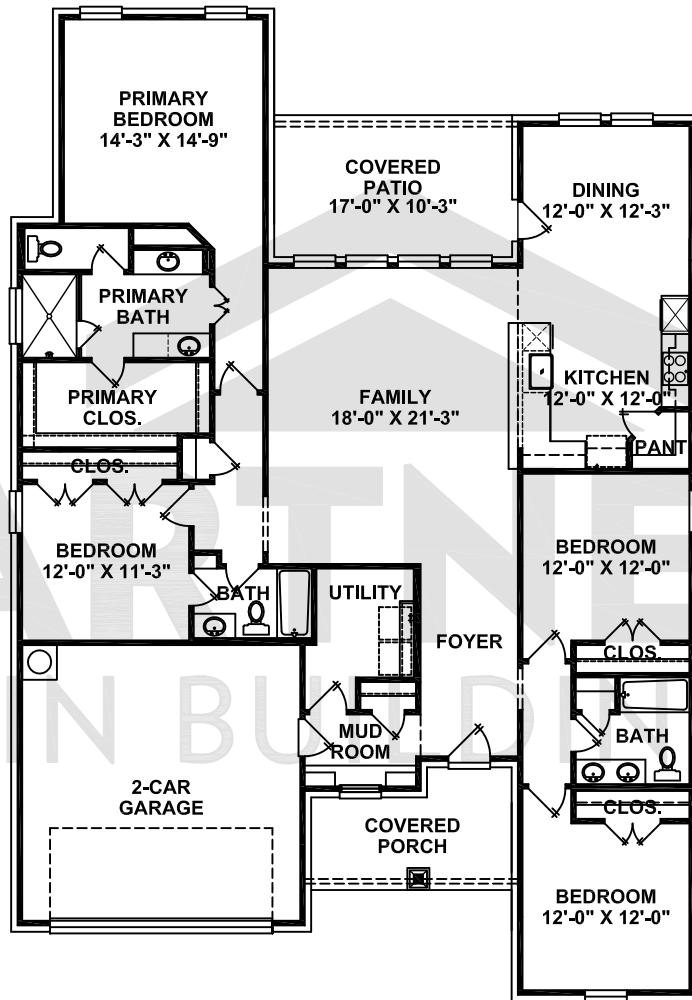 PRIMARY
BEDROOM
14'-3" X 14'-9"
COVERED
PATIO
17'-0" X 10'-3"
DINING
12'-0" X 12'-3"
PRIMARY
BATH
PRIMARY
CLOS.
FAMILY
18'-0" X 21'-3"
KITCHEN
12'-0" X 12'-0"
PANT
CLOS.
BEDROOM
12'-0" X 11'-3"
BATH
UTILITY
FOYER
BEDROOM
12'-0" X 12'-0"
CLOS.
MUD
ROOM
BATH
2-CAR
GARAGE
COVERED
PORCH
CLOS.
BEDROOM
12'-0" X 12'-0"
ARTNE
IN BUILDIN